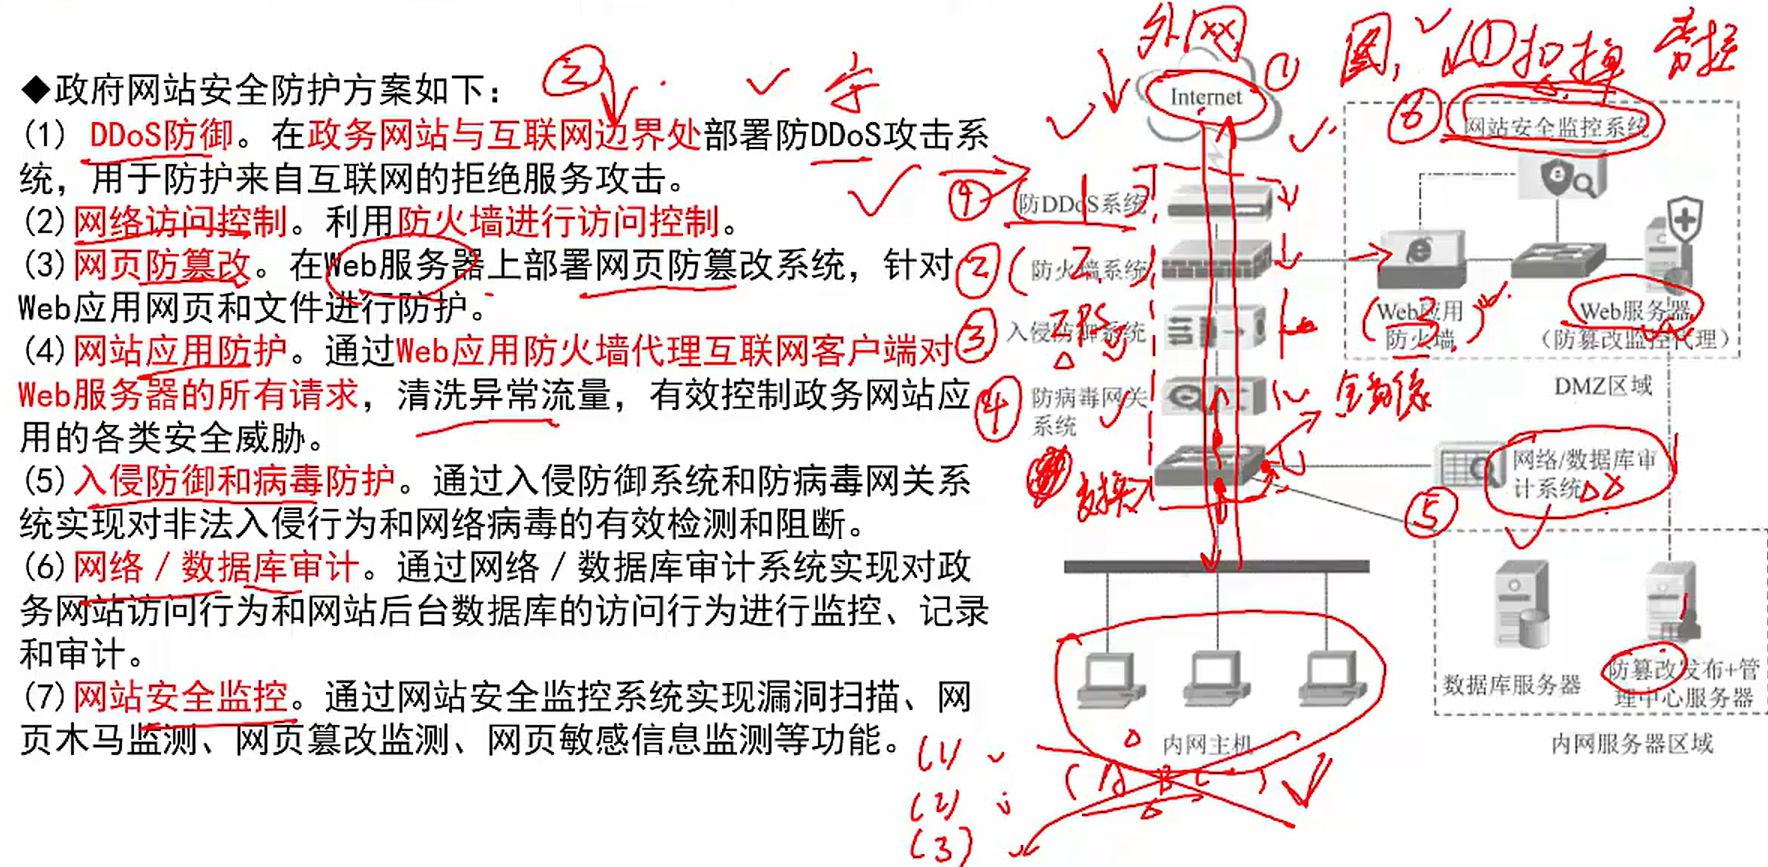 ◆政府网站安全防护方案如下：
(1) DDoS防御。在政务网站与互联网边界处部署防DDoS攻击系
统，用于防护来自互联网的拒绝服务攻击。
(2)网络访问控制。利用防火墙进行访问控制。
(3)网页防篡改。在Web服务器上部署网页防篡改系统，针对
Web应用网页和文件进行防护。
(4)网站应用防护。通过Web应用防火墙代理互联网客户端对
Web服务器的所有请求，清洗异常流量，有效控制政务网站应
用的各类安全威胁。
(5)入侵防御和病毒防护。通过入侵防御系统和防病毒网关系
统实现对非法入侵行为和网络病毒的有效检测和阻断。
(6)网络／数据库审计。通过网络／数据库审计系统实现对政
务网站访问行为和网站后台数据库的访问行为进行监控、记录
和审计。
(7)网站安全监控。通过网站安全监控系统实现漏洞扫描、网
页木马监测、网页篡改监测、网页敏感信息监测等功能。
②
字
外网
①
图,
Internet
⑥
网站安全监控系统
①
防DDoS系统
②
防火墙系统
③
入侵防御系统
IPS
④
防病毒网关
系统
交换
Web应用
防火墙
3
Web服务器
（防篡改监控代理）
DMZ区域
网络/数据库审
计系统
⑤
数据库服务器
防篡改发布+管
理中心服务器
内网服务器区域
内网主机
(1)
(2)
(3)
(A B C )